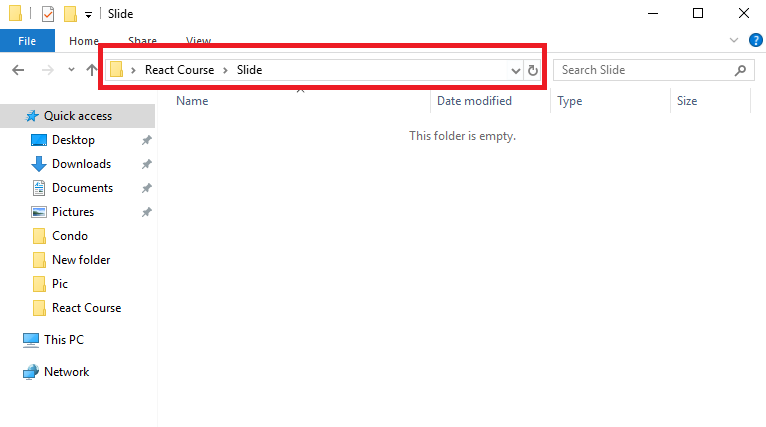 Slide
File Home Share View
React Course Slide Search Slide
Name Date modified Type Size
This folder is empty.
Quick access
Desktop
Downloads
Documents
Pictures
Condo
New folder
Pic
React Course
This PC
Network